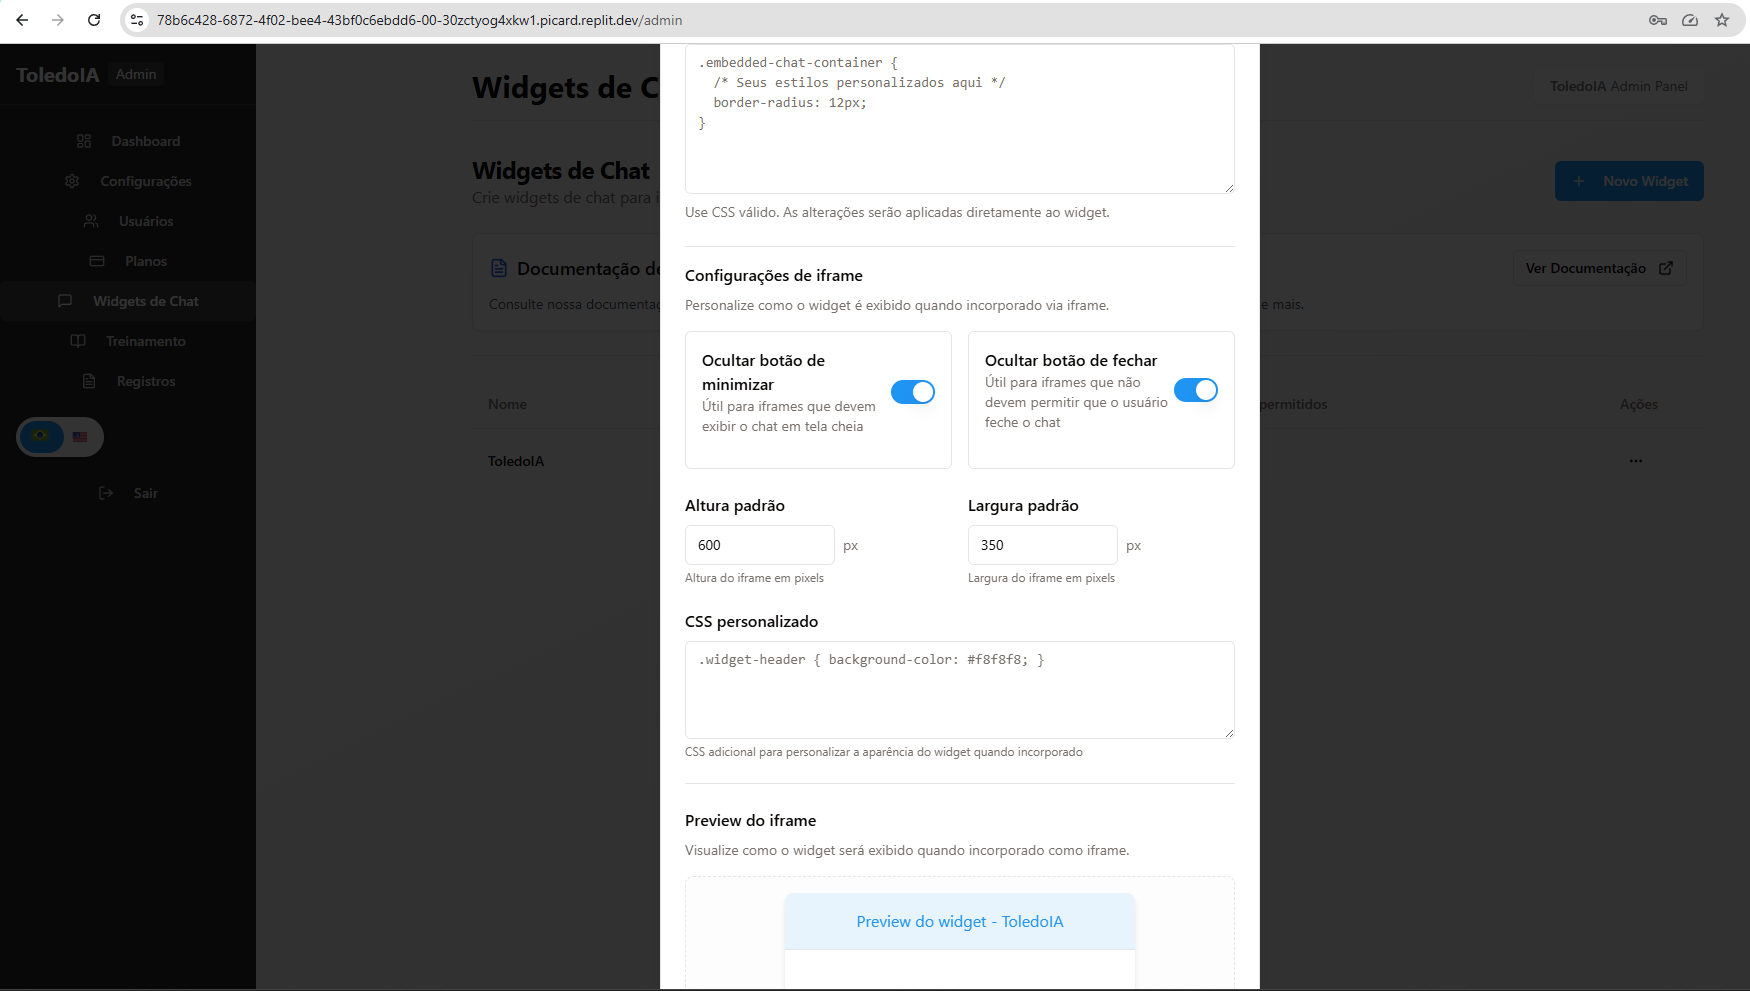 78b6c428-6872-4f02-bee4-43bf0c6ebdd6-00-30zctyog4xkw1.picard.replit.dev/admin
ToledoIA Admin
Dashboard
Configurações
Usuários
Planos
Widgets de Chat
Treinamento
Registros
Sair
Widgets de C
ToledoIA Admin Panel
Widgets de Chat
Crie widgets de chat para i
+ Novo Widget
Documentação de
Consulte nossa documentaç
Ver Documentação
e mais.
Nome
permitidos
Ações
ToledoIA
.embedded-chat-container {
/* Seus estilos personalizados aqui */
border-radius: 12px;
}
Use CSS válido. As alterações serão aplicadas diretamente ao widget.
Configurações de iframe
Personalize como o widget é exibido quando incorporado via iframe.
Ocultar botão de
minimizar
Útil para iframes que devem
exibir o chat em tela cheia
Ocultar botão de fechar
Útil para iframes que não
devem permitir que o usuário
feche o chat
Altura padrão
600 px
Altura do iframe em pixels
Largura padrão
350 px
Largura do iframe em pixels
CSS personalizado
.widget-header { background-color: #f8f8f8; }
CSS adicional para personalizar a aparência do widget quando incorporado
Preview do iframe
Visualize como o widget será exibido quando incorporado como iframe.
Preview do widget - ToledoIA